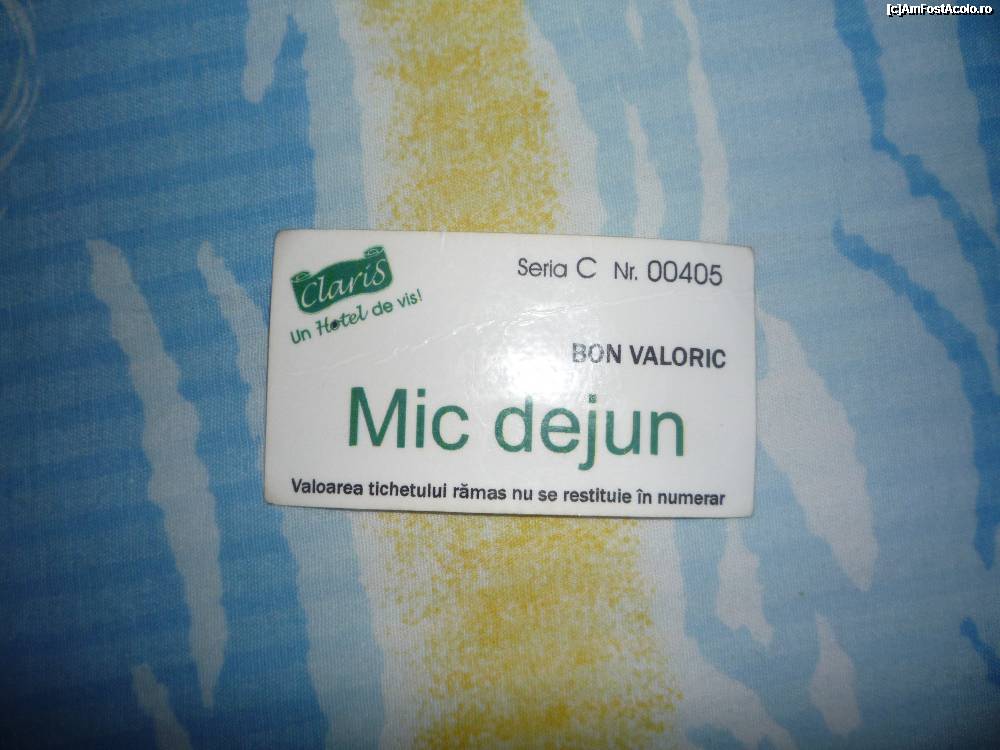 [c]AmFostAcolo.ro
Claris
Un Hotel de vis!
Seria C Nr. 00405
BON VALORIC
Mic dejun
Valoarea tichetului rămas nu se restituie în numerar